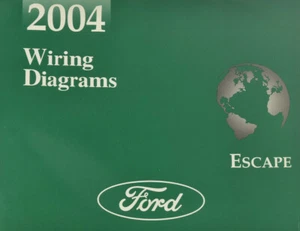 2004
Wiring
Diagrams
ESCAPE
Ford